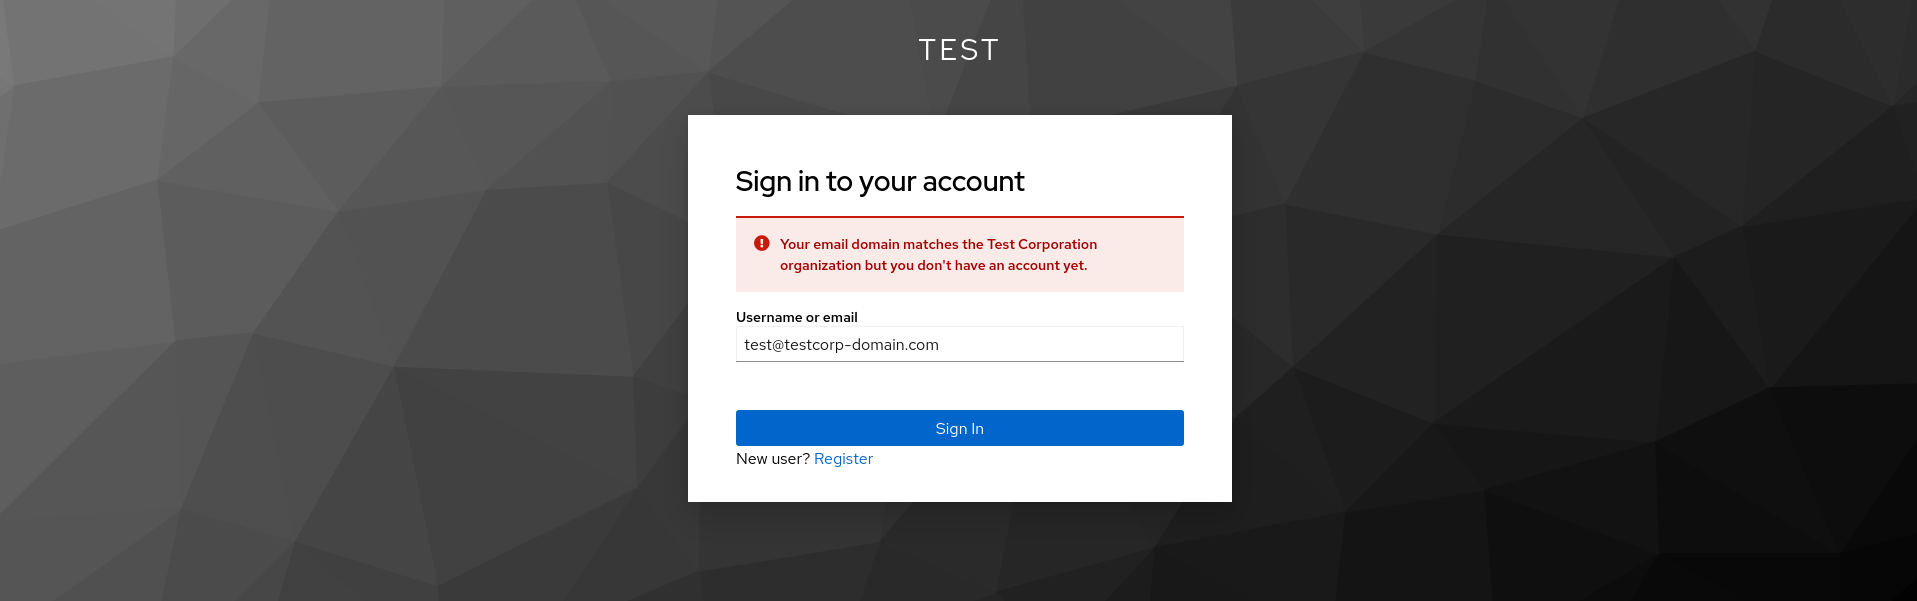 TEST
Sign in to your account
Your email domain matches the Test Corporation
organization but you don't have an account yet.
Username or email
test@testcorp-domain.com
Sign In
New user? Register